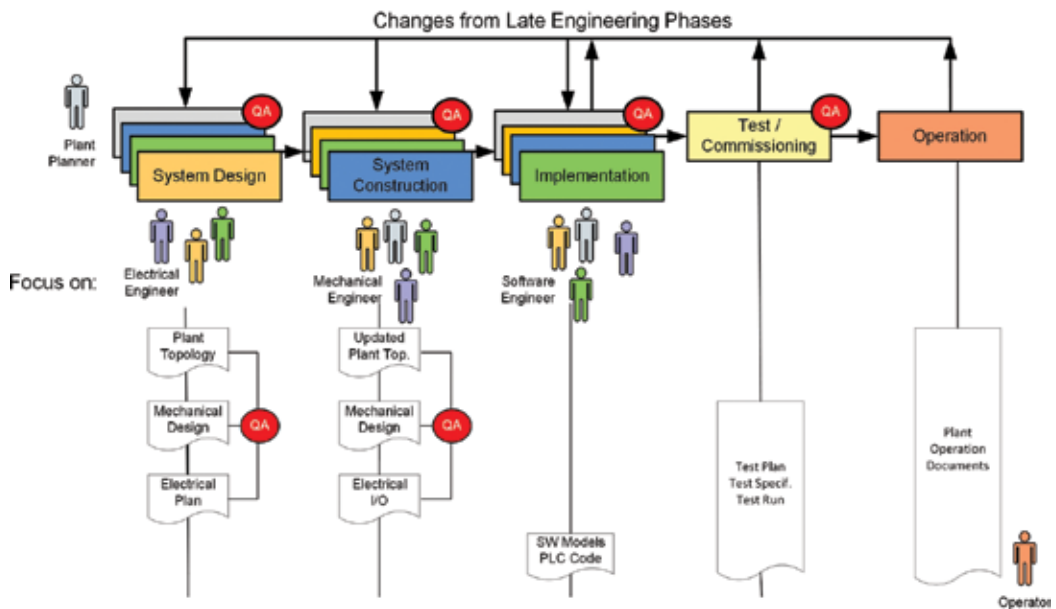 Changes from Late Engineering Phases
Plant
Planner
QA
System Design
QA
System
Construction
QA
Implementation
QA
Test /
Commissioning
Operation
Focus on:
Electrical
Engineer
Mechanical
Engineer
Software
Engineer
Plant
Topology
Mechanical
Design
QA
Electrical
Plan
Updated
Plant Top.
Mechanical
Design
QA
Electrical
I/O
SW Models
PLC Code
Test Plan
Test Specif.
Test Run
Plant
Operation
Documents
Operator